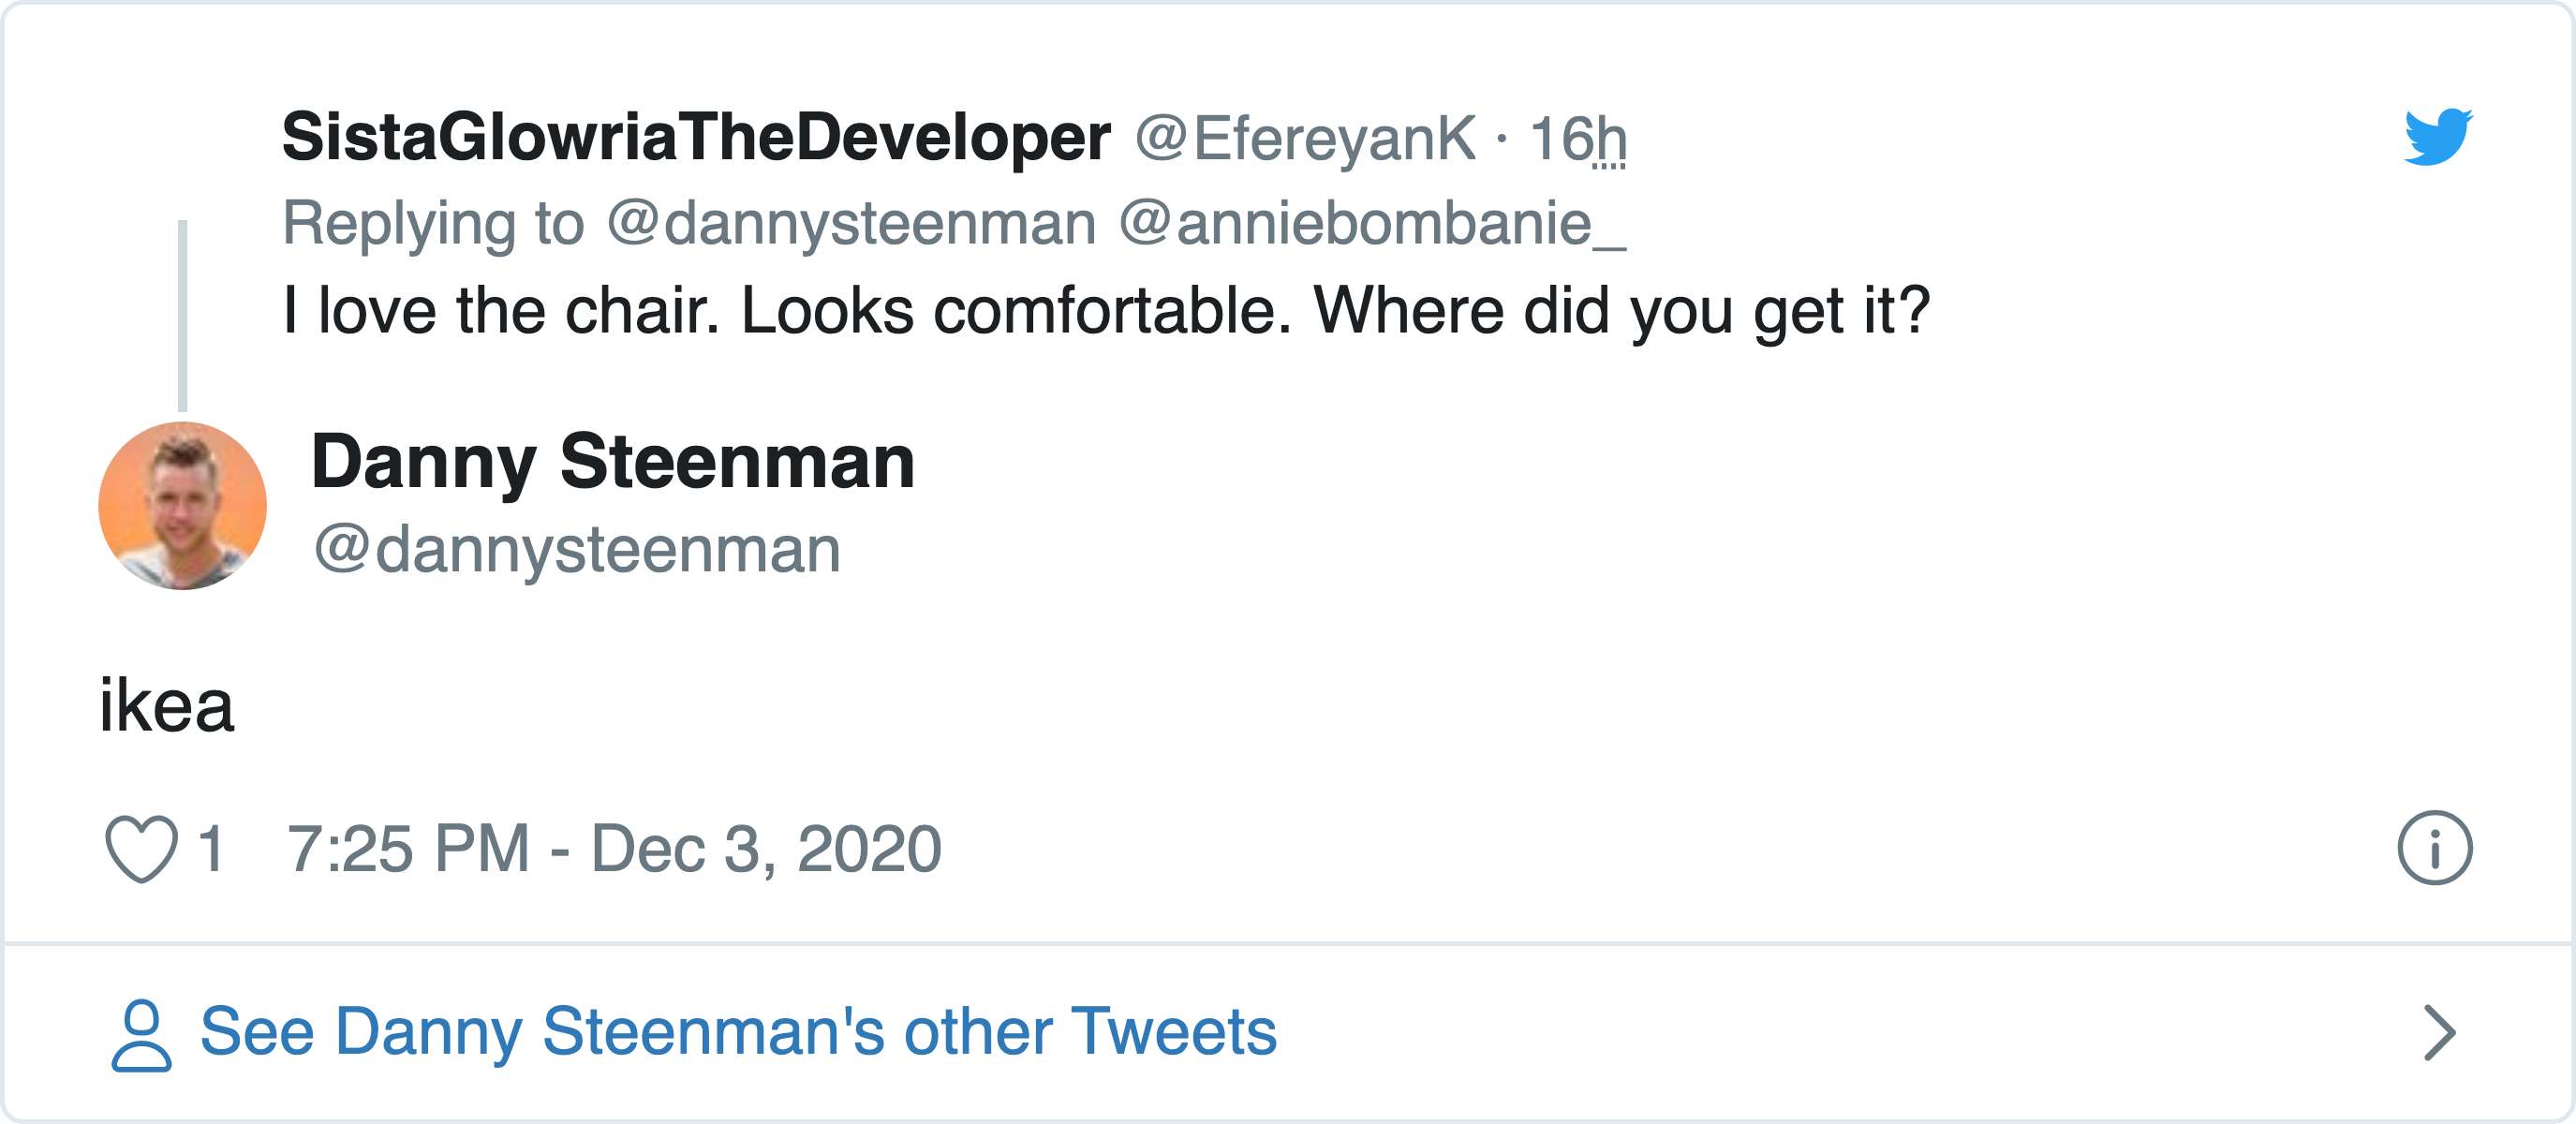 SistaGlowriaTheDeveloper @EfereyanK · 16h
Replying to @dannysteenman @anniebombanie_
I love the chair. Looks comfortable. Where did you get it?
Danny Steenman
@dannysteenman
ikea
1 7:25 PM - Dec 3, 2020
See Danny Steenman's other Tweets